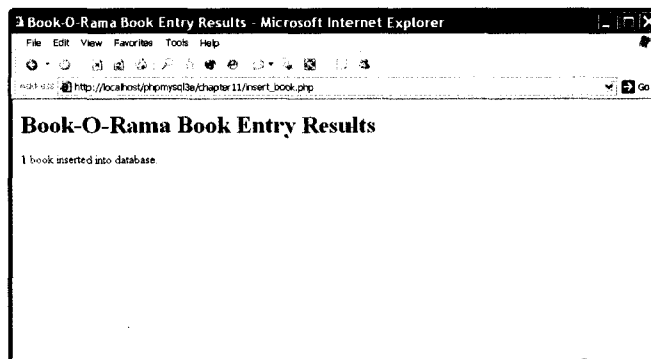 Book-O-Rama Book Entry Results - Microsoft Internet Explorer
File Edit View Favorites Tools Help
http://localhost/phpmysql3e/chapter11/insert_book.php Go
Book-O-Rama Book Entry Results
1 book inserted into database.